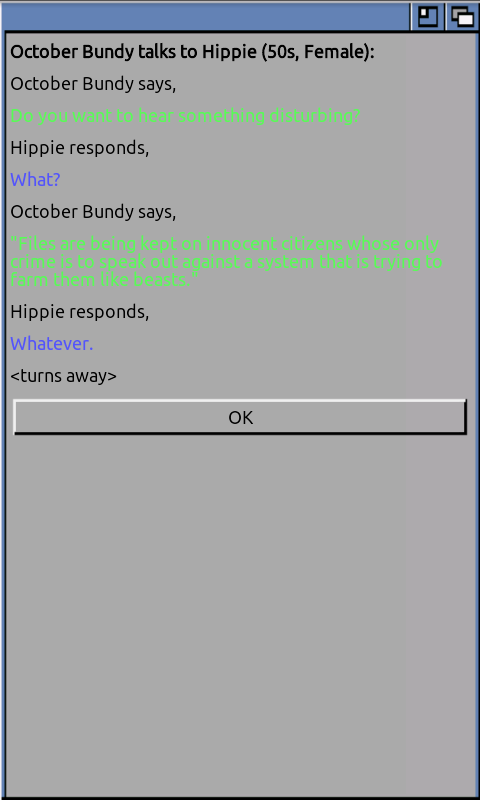 October Bundy talks to Hippie (50s, Female):
October Bundy says,
Do you want to hear something disturbing?
Hippie responds,
What?
October Bundy says,
"Files are being kept on innocent citizens whose only
crime is to speak out against a system that is trying to
farm them like beasts."
Hippie responds,
Whatever.
<turns away>
OK